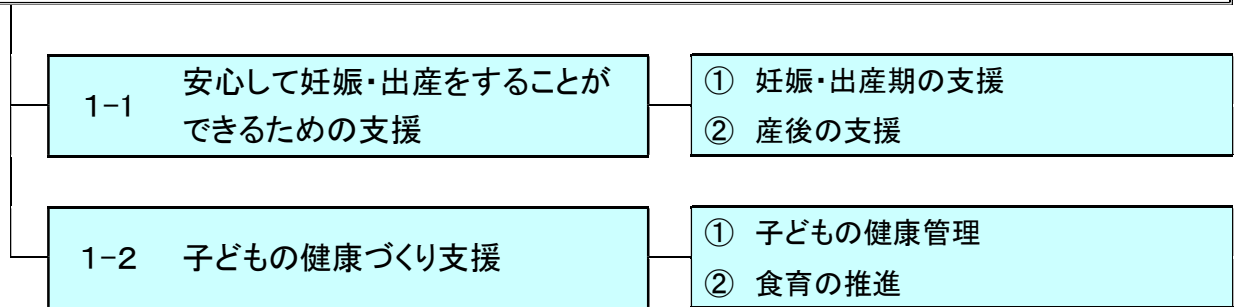 1-1 安心して妊娠・出産をすることが
できるための支援
① 妊娠・出産期の支援
② 産後の支援
1-2 子どもの健康づくり支援
① 子どもの健康管理
② 食育の推進